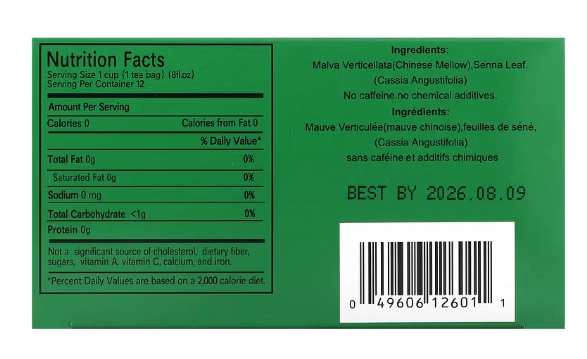 Nutrition Facts
Serving Size 1 cup (1 tea bag) (8fl.oz)
Serving Per Container 12
Amount Per Serving
Calories 0 Calories from Fat 0
% Daily Value*
Total Fat 0g 0%
Saturated Fat 0g 0%
Sodium 0 mg 0%
Total Carbohydrate <1g 0%
Protein 0g
Not a significant source of cholesterol, dietary fiber,
sugars, vitamin A, vitamin C, calcium, and iron.
*Percent Daily Values are based on a 2,000 calorie diet.
Ingredients:
Malva Verticellata(Chinese Mellow),Senna Leaf.
(Cassia Angustifolia)
No caffeine.no chemical additives.
Ingrédients:
Mauve Verticulée(mauve chinoise),feuilles de séné,
(Cassia Angustifolia)
sans caféine et additifs chimiques
BEST BY 2026.08.09
0 49606 12601 1